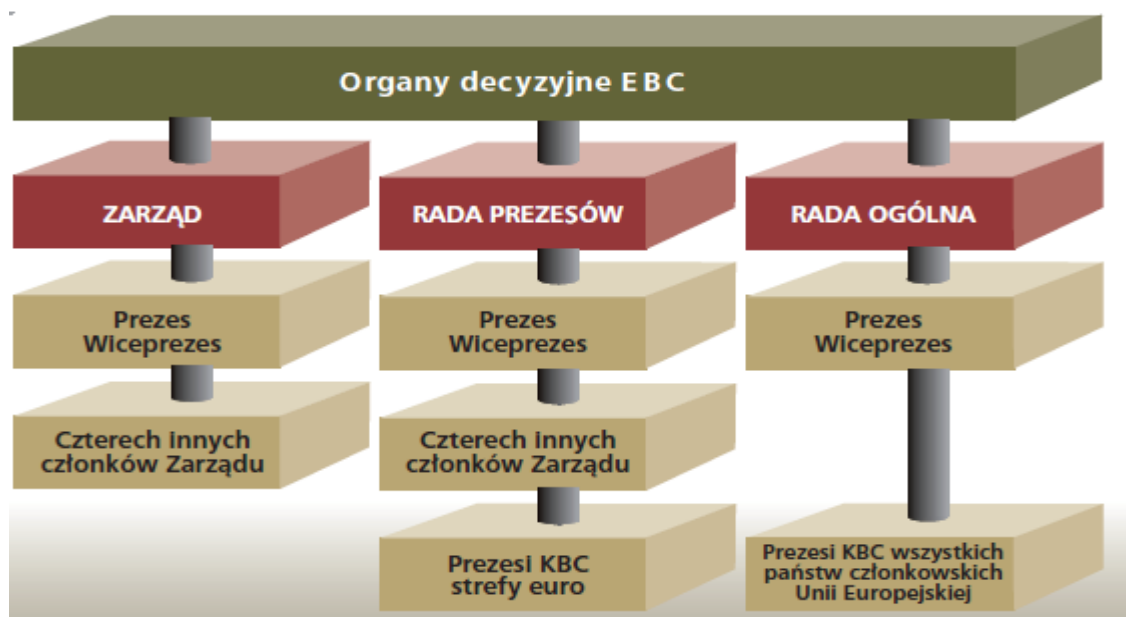 Organy decyzyjne EBC
ZARZĄD
RADA PREZESÓW
RADA OGÓLNA
Prezes
Wiceprezes
Prezes
Wiceprezes
Prezes
Wiceprezes
Czterech innych
członków Zarządu
Czterech innych
członków Zarządu
Prezesi KBC
strefy euro
Prezesi KBC wszystkich
państw członkowskich
Unii Europejskiej